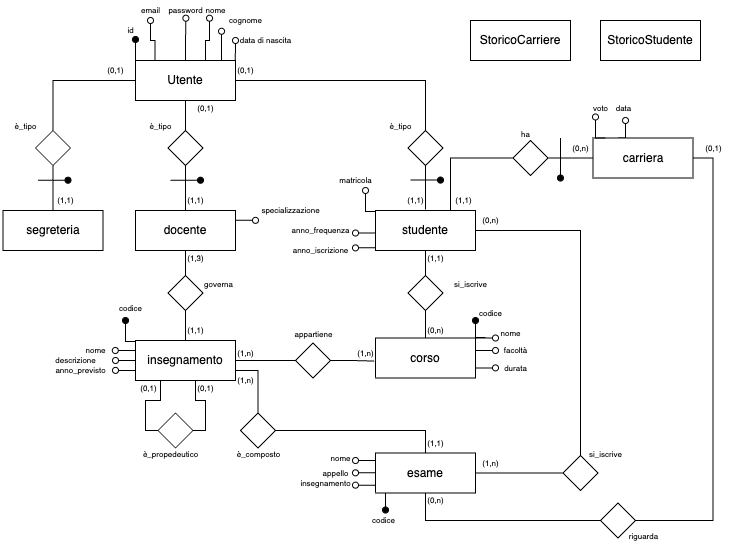 email
password
nome
cognome
id
data di nascita
StoricoCarriere
StoricoStudente
(0,1)
Utente
(0,1)
(0,1)
voto
data
è_tipo
è_tipo
è_tipo
ha
(0,n)
carriera
(0,1)
matricola
(1,1)
(1,1)
(1,1)
(1,1)
segreteria
docente
specializzazione
studente
(0,n)
anno_frequenza
anno_iscrizione
(1,3)
(1,1)
governa
si_iscrive
codice
codice
(1,1)
(0,n)
appartiene
nome
nome
insegnamento
(1,n)
(1,n)
corso
facoltà
descrizione
durata
anno_previsto
(1,n)
(0,1)
(0,1)
è_propedeutico
è_composto
(1,1)
nome
esame
(1,n)
si_iscrive
appello
insegnamento
(0,n)
codice
riguarda